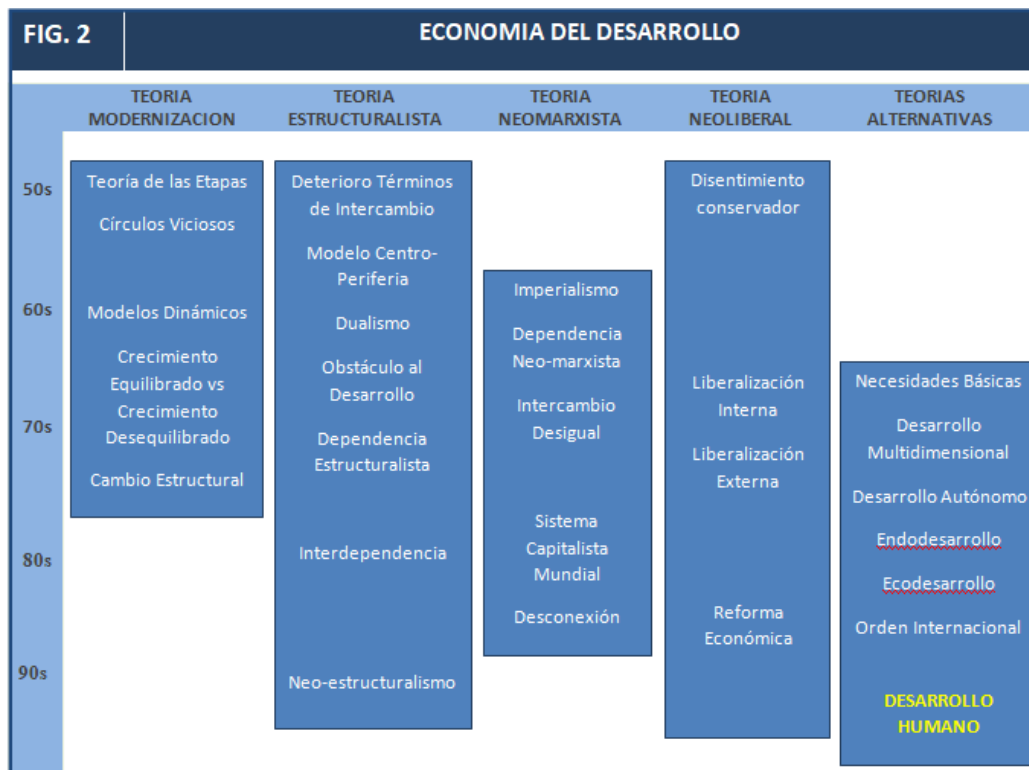 FIG. 2
ECONOMIA DEL DESARROLLO
TEORIA
MODERNIZACION
TEORIA
ESTRUCTURALISTA
TEORIA
NEOMARXISTA
TEORIA
NEOLIBERAL
TEORIAS
ALTERNATIVAS
50s
60s
70s
80s
90s
Teoría de las Etapas
Círculos Viciosos
Modelos Dinámicos
Crecimiento
Equilibrado vs
Crecimiento
Desequilibrado
Cambio Estructural
Deterioro Términos
de Intercambio
Modelo Centro-
Periferia
Dualismo
Obstáculo al
Desarrollo
Dependencia
Estructuralista
Interdependencia
Neo-estructuralismo
Imperialismo
Dependencia
Neo-marxista
Intercambio
Desigual
Sistema
Capitalista
Mundial
Desconexión
Disentimiento
conservador
Liberalización
Interna
Liberalización
Externa
Reforma
Económica
Necesidades Básicas
Desarrollo
Multidimensional
Desarrollo Autónomo
Endodesarrollo
Ecodesarrollo
Orden Internacional
DESARROLLO
HUMANO